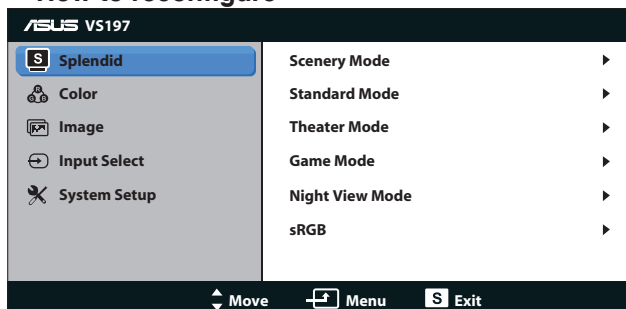 ASUS VS197
S Splendid
Color
Image
Input Select
System Setup
Scenery Mode
Standard Mode
Theater Mode
Game Mode
Night View Mode
sRGB
Move Menu S Exit